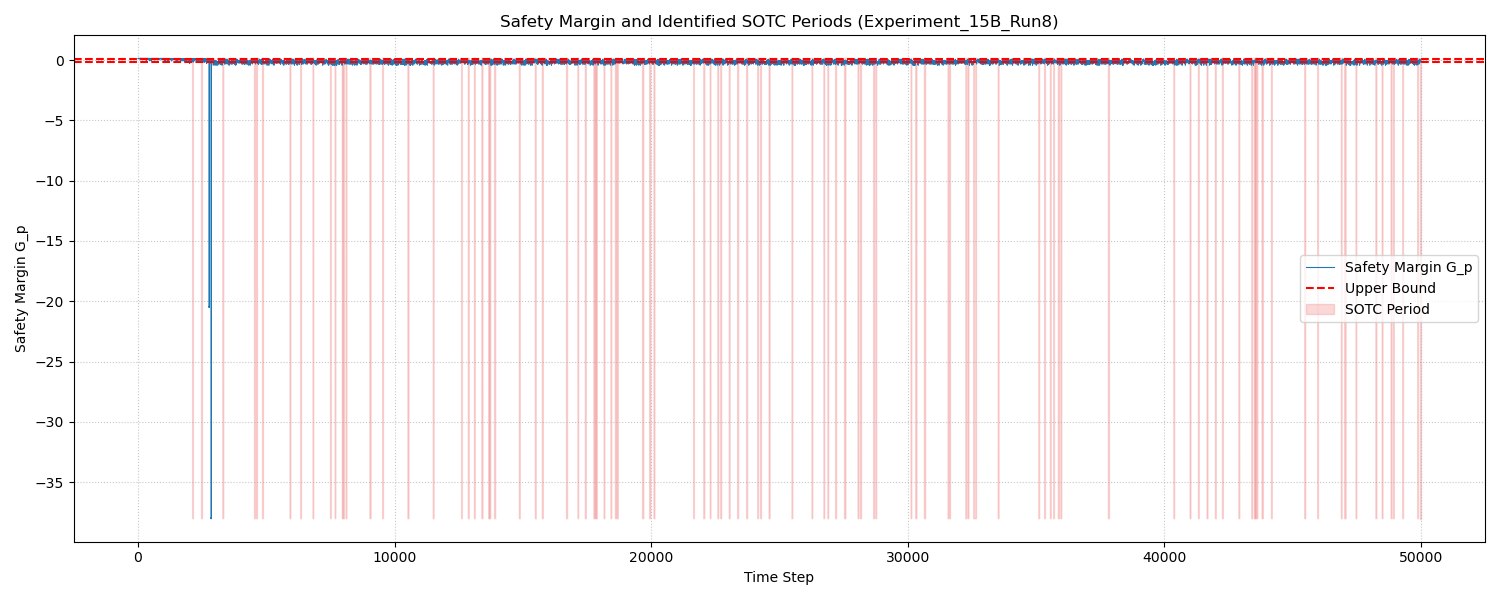 Safety Margin and Identified SOTC Periods (Experiment_15B_Run8)
0
−5
−10
−15
−20
−25
−30
−35
Safety Margin G_p
Safety Margin G_p
Upper Bound
SOTC Period
0
10000
20000
30000
40000
50000
Time Step